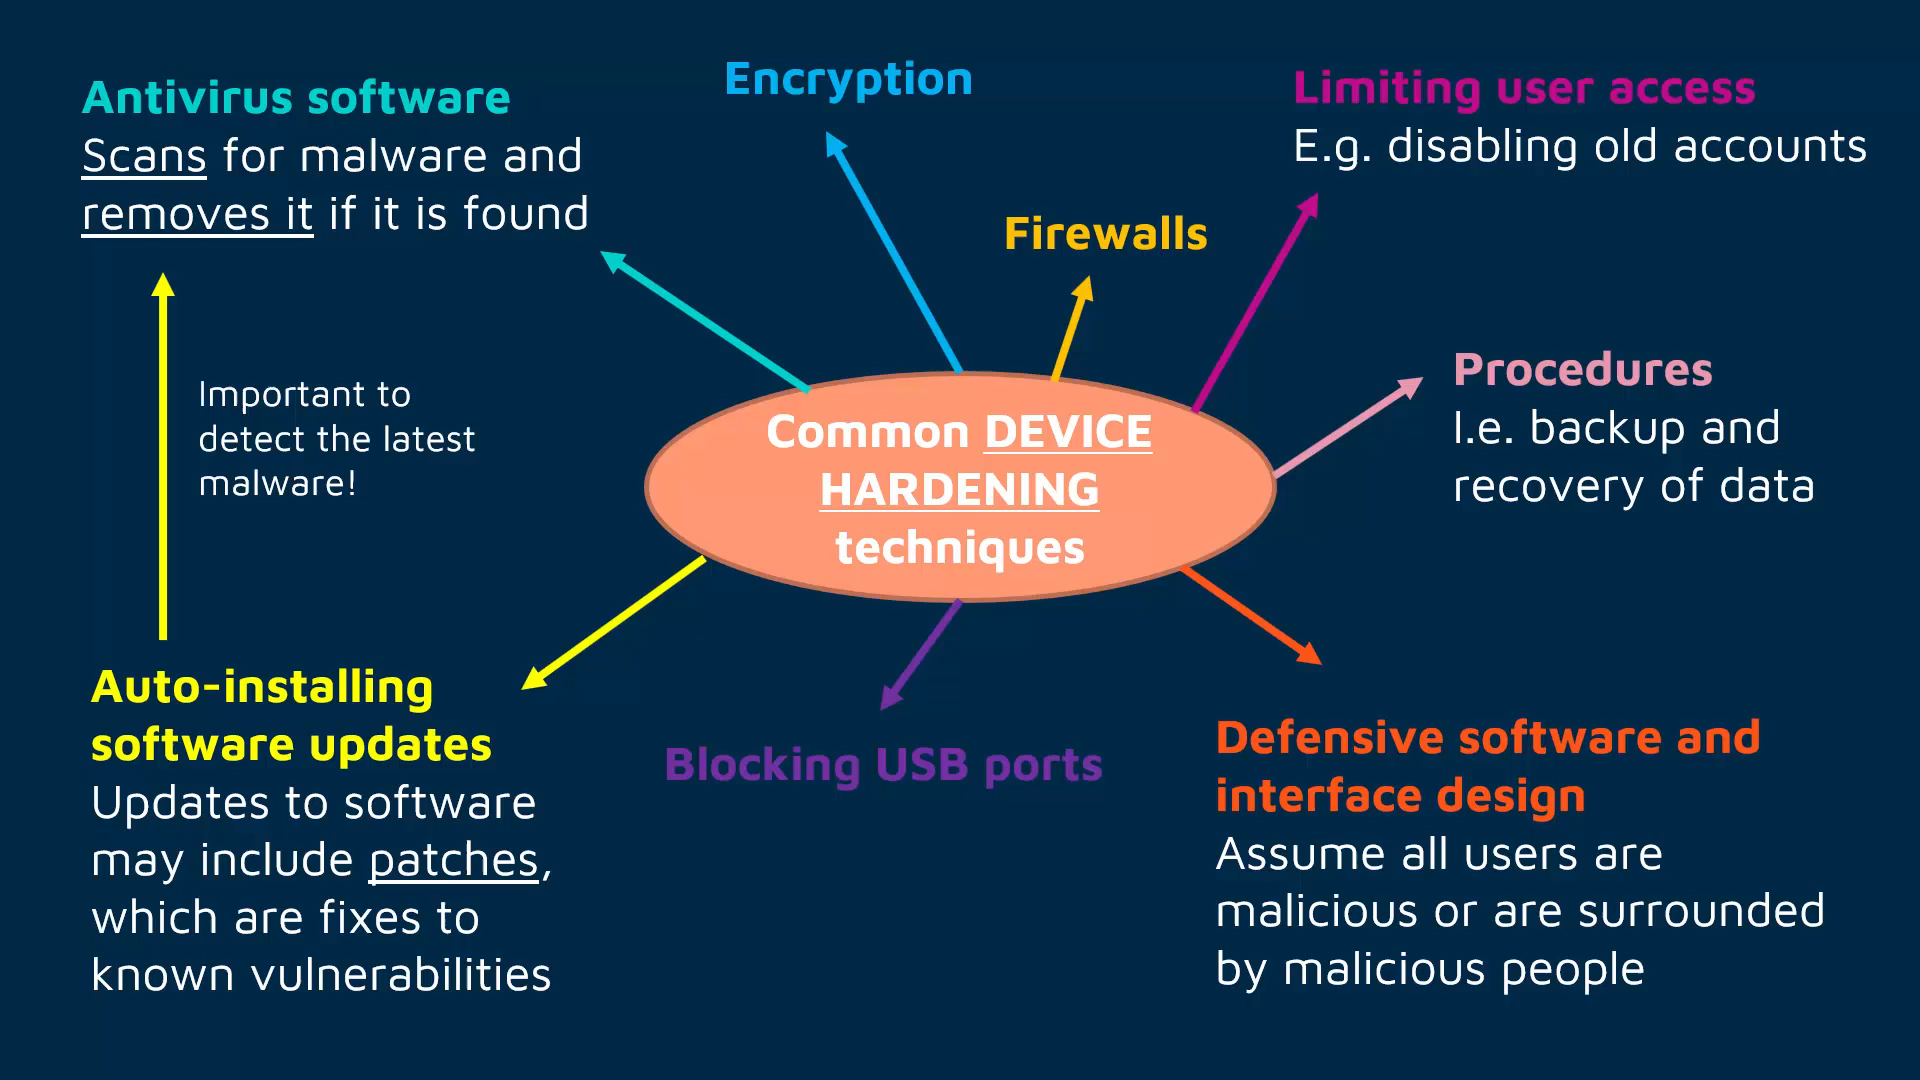 Antivirus software
Scans for malware and
removes it if it is found
Encryption
Firewalls
Limiting user access
E.g. disabling old accounts
Important to
detect the latest
malware!
Common DEVICE
HARDENING
techniques
Procedures
I.e. backup and
recovery of data
Auto-installing
software updates
Updates to software
may include patches,
which are fixes to
known vulnerabilities
Blocking USB ports
Defensive software and
interface design
Assume all users are
malicious or are surrounded
by malicious people